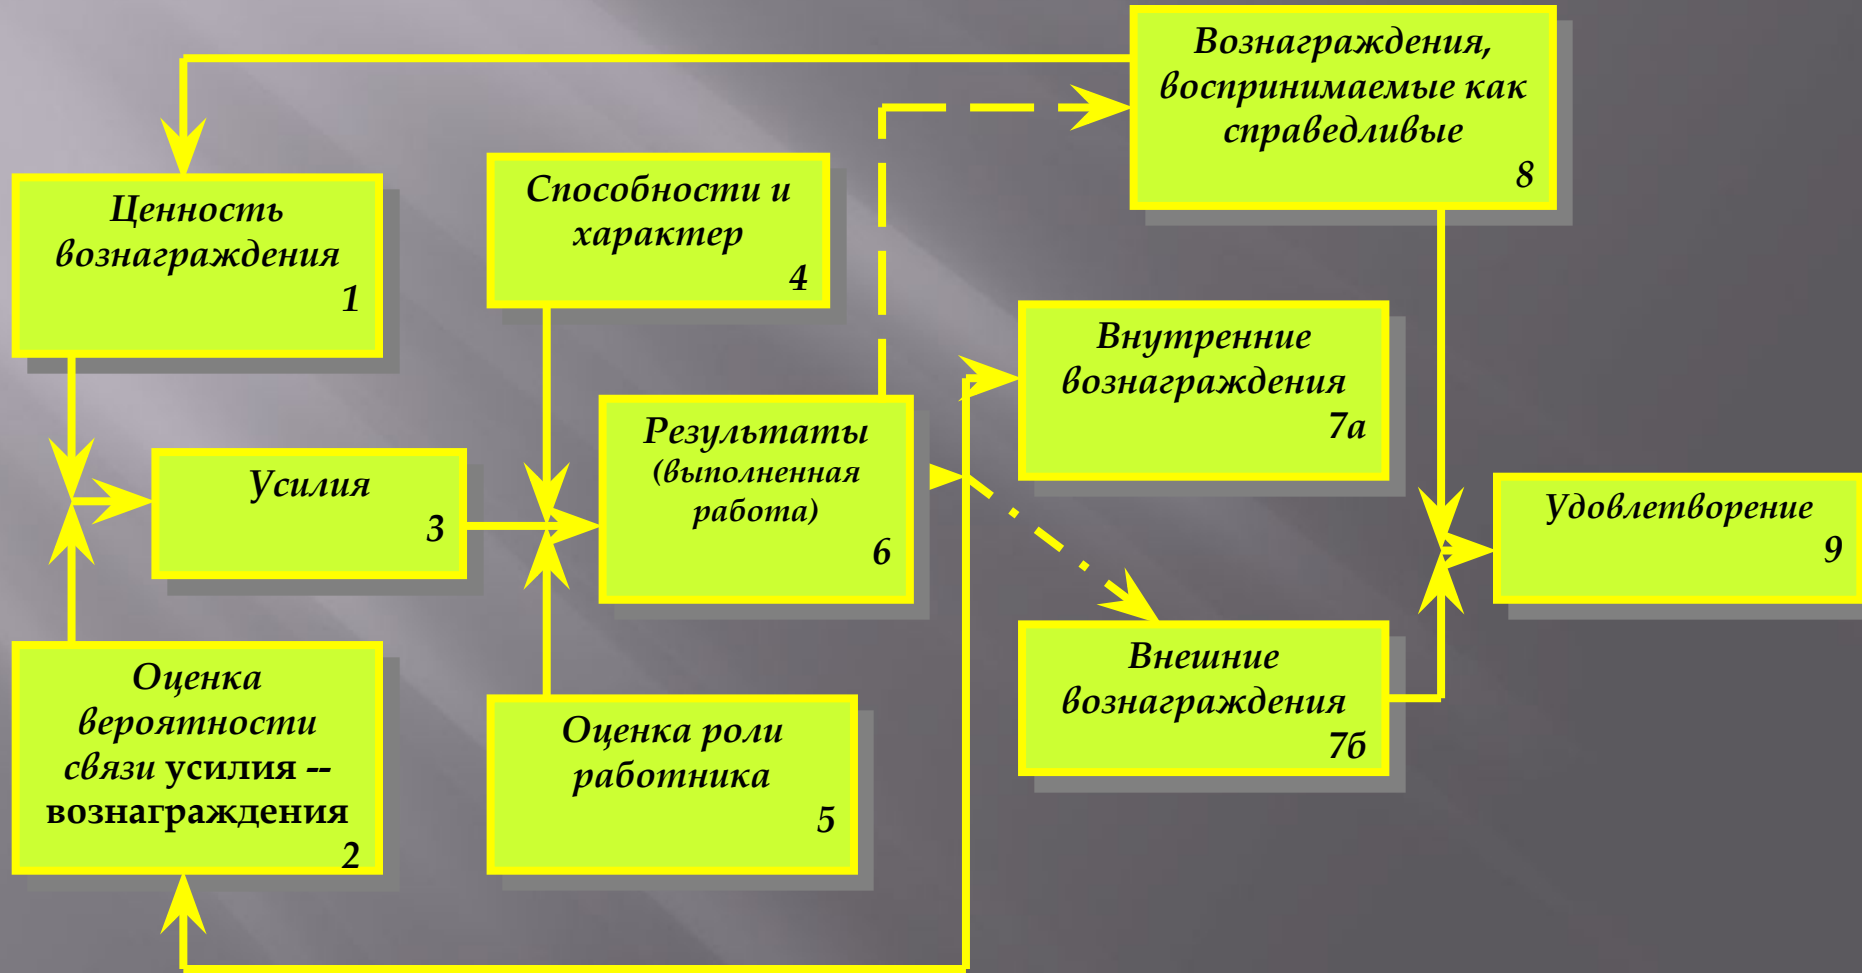 Ценность
вознаграждения
1
Оценка
вероятности
связи усилия --
вознаграждения
2
Усилия
3
Способности и
характер
4
Оценка роли
работника
5
Результаты
(выполненная
работа)
6
Внутренние
вознаграждения
7а
Внешние
вознаграждения
7б
Вознаграждения,
воспринимаемые как
справедливые
8
Удовлетворение
9